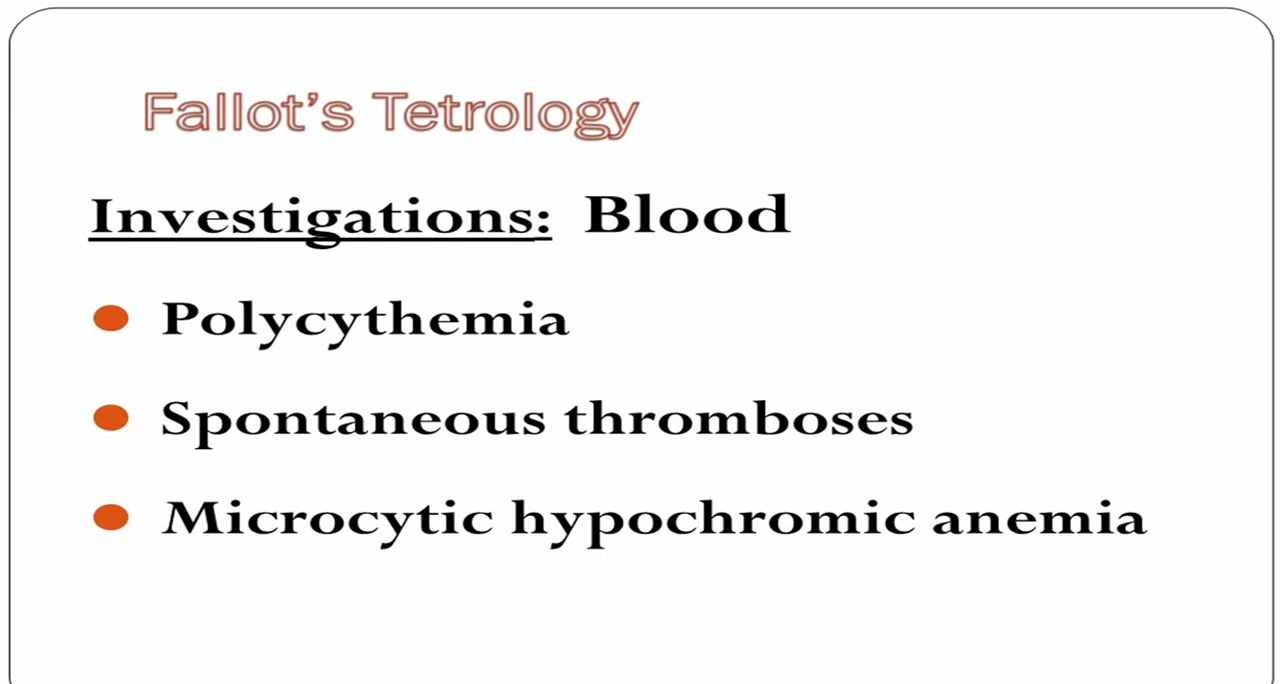 Fallot's Tetrology
Investigations: Blood
Polycythemia
Spontaneous thromboses
Microcytic hypochromic anemia